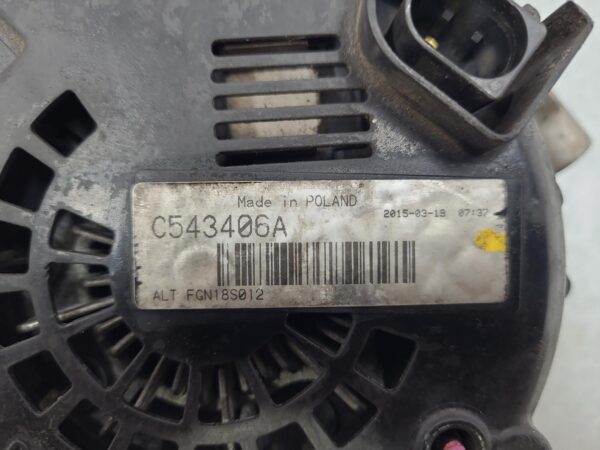 Made in POLAND
C543406A 2015-03-18 07:37
ALT FGN18S012